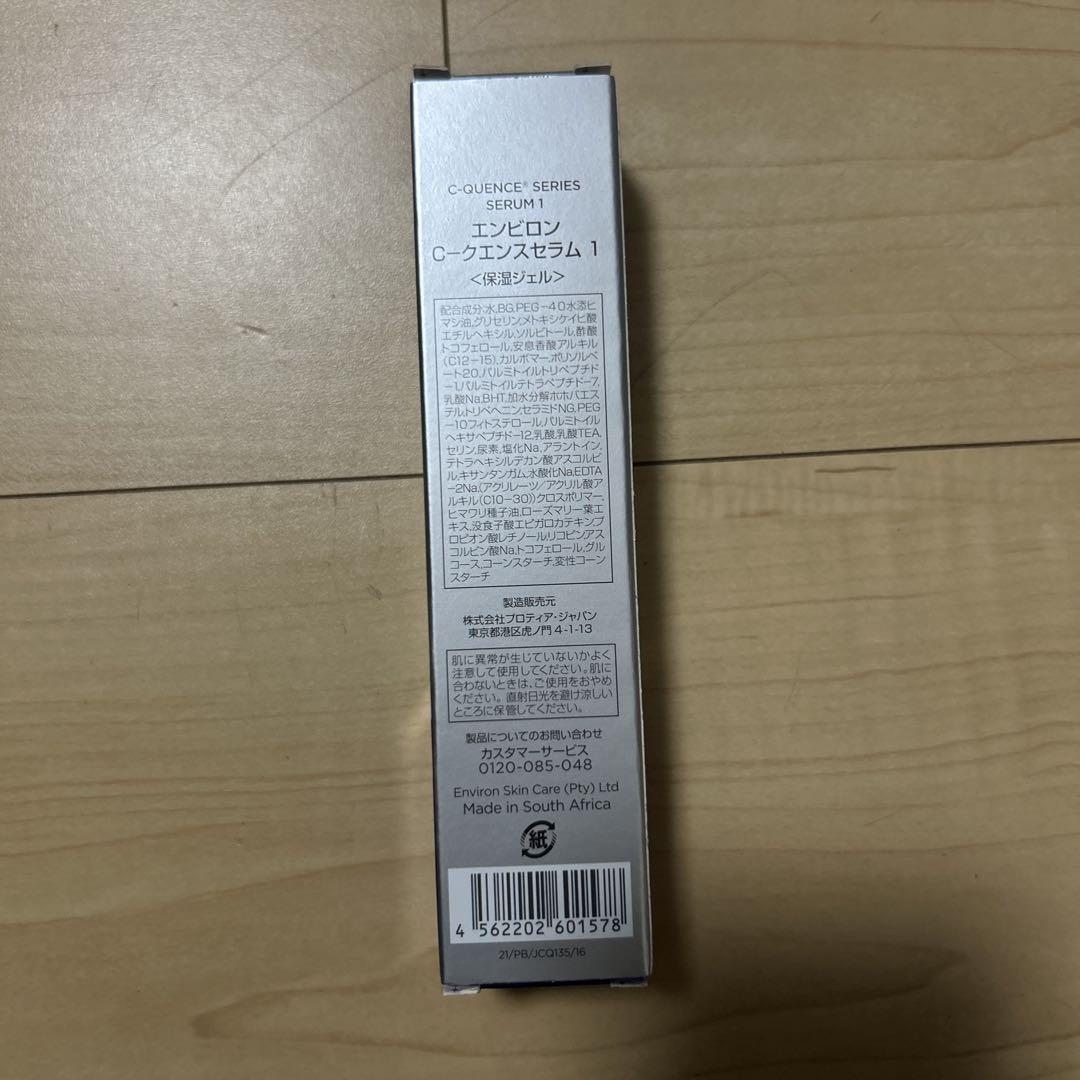 C-QUENCE® SERIES
SERUM 1
エンビロン
C-クエンスセラム 1
<保湿ジェル>
配合成分:水,BG,PEG-40水添ヒ
マシ油,グリセリン,メトキシケイヒ酸
エチルヘキシル,ソルビトール,酢酸
トコフェロール,安息香酸アルキル
(C12-15),カルボマー,ポリソルベ
ート20,パルミトイルトリペプチド
-1,パルミトイルテトラペプチド-7,
乳酸Na,BHT,加水分解ホホバエス
テル,トリベヘニン,セラミドNG,PEG
-10フィトステロール,パルミトイル
ヘキサペプチド-12,乳酸,乳酸TEA,
セリン,尿素,塩化Na,アラントイン,
テトラヘキシルデカン酸アスコルビ
ル,キサンタンガム,水酸化Na,EDTA
-2Na,(アクリレーツ/アクリル酸ア
ルキル(C10-30))クロスポリマー,
ヒマワリ種子油,ローズマリー葉エ
キス,没食子酸エピガロカテキン,プ
ロピオン酸レチノール,リコピン,アス
コルビン酸Na,トコフェロール,グル
コース,コーンスターチ,変性コーン
スターチ
製造販売元
株式会社プロティア・ジャパン
東京都港区虎ノ門 4-1-13
肌に異常が生じていないかよく
注意して使用してください。肌に
合わないときは、ご使用をおやめ
ください。直射日光を避け涼しい
ところに保管してください。
製品についてのお問い合わせ
カスタマーサービス
0120-085-048
Environ Skin Care (Pty) Ltd
Made in South Africa
紙
4 562202 601578
21/PB/JCQ135/16